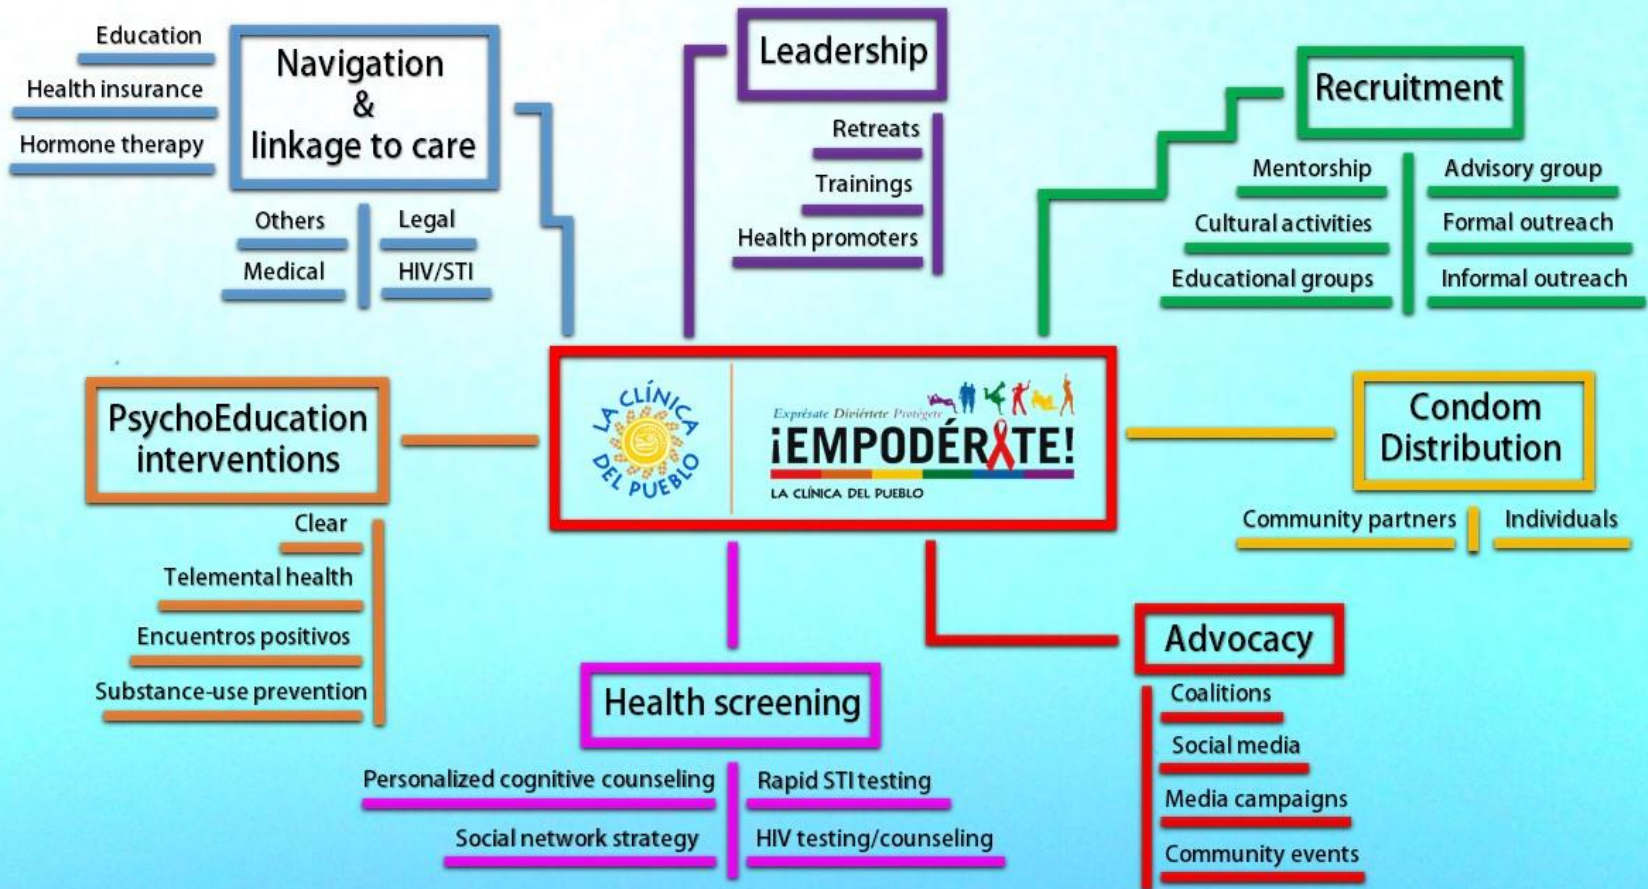 Education
Health insurance
Hormone therapy
Navigation
&
linkage to care
Others
Legal
Medical
HIV/STI
Leadership
Retreats
Trainings
Health promoters
Recruitment
Mentorship
Advisory group
Cultural activities
Formal outreach
Educational groups
Informal outreach
PsychoEducation
interventions
Clear
Telemental health
Encuentros positivos
Substance-use prevention
LA CLÍNICA
DEL PUEBLO
Exprésate Diviértete Protégete
¡EMPODÉRATE!
LA CLÍNICA DEL PUEBLO
Condom
Distribution
Community partners
Individuals
Health screening
Personalized cognitive counseling
Rapid STI testing
Social network strategy
HIV testing/counseling
Advocacy
Coalitions
Social media
Media campaigns
Community events